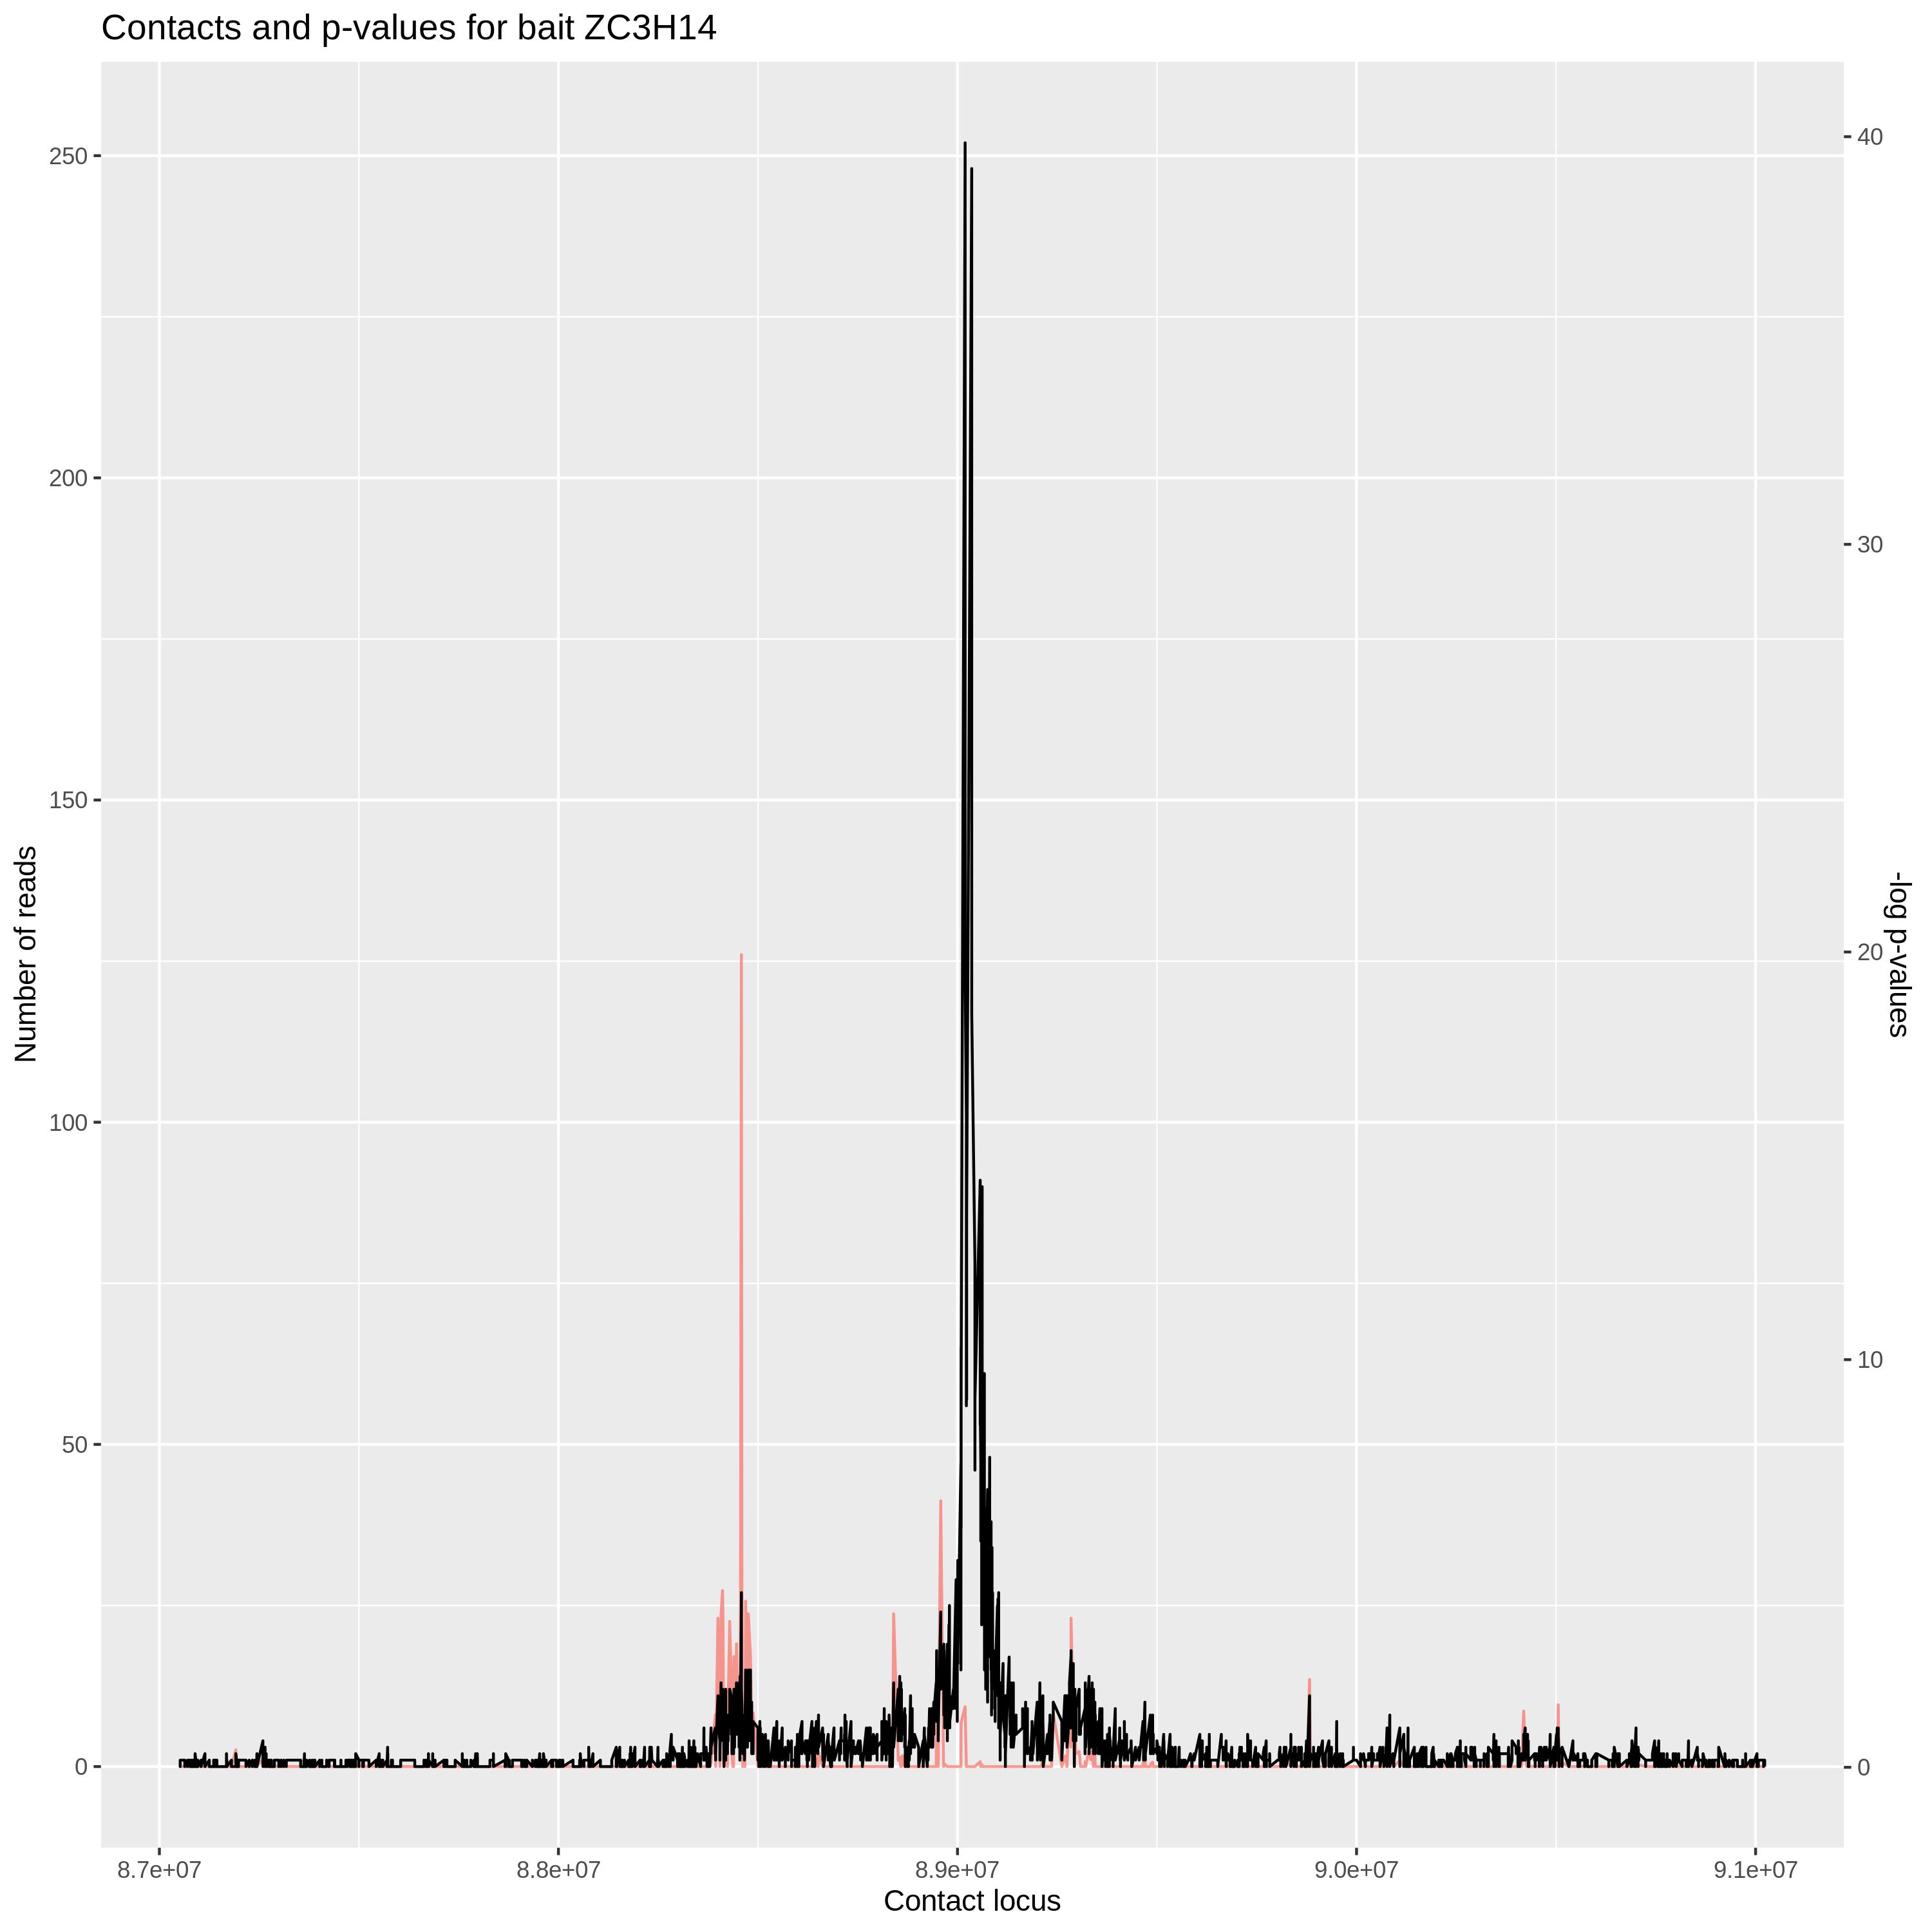 Contacts and p-values for bait ZC3H14
250
200
150
100
50
0
Number of reads
40
30
20
10
0
-log p-values
8.7e+07 8.8e+07 8.9e+07 9.0e+07 9.1e+07
Contact locus